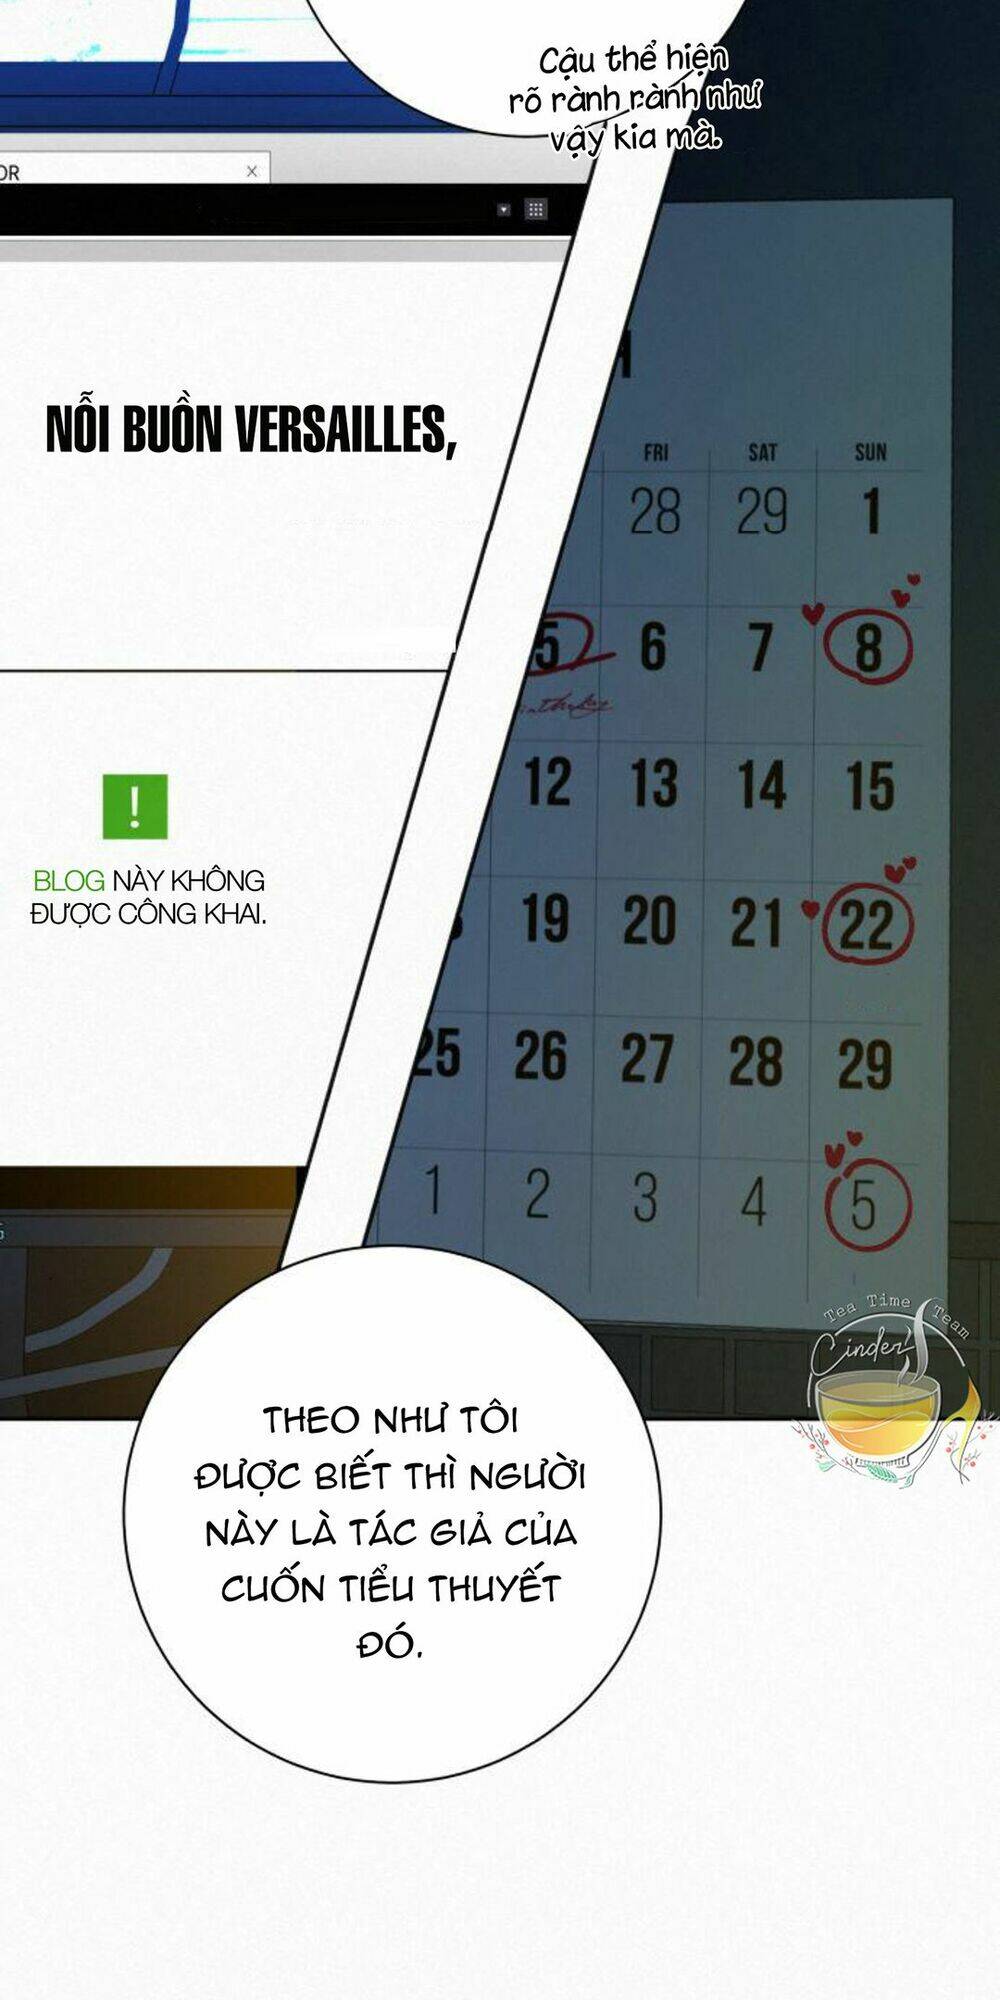 Cậu thể hiện
rõ rành rành như
vậy kia mà.
OR ×
NỖI BUỒN VERSAILLES,
FRI SAT SUN
28 29 1
5 6 7 8
12 13 14 15
19 20 21 22
25 26 27 28 29
1 2 3 4 5
!
BLOG NÀY KHÔNG
ĐƯỢC CÔNG KHAI.
Tea Time Team
Cinder's
THEO NHƯ TÔI
ĐƯỢC BIẾT THÌ NGƯỜI
NÀY LÀ TÁC GIẢ CỦA
CUỐN TIỂU THUYẾT
ĐÓ.